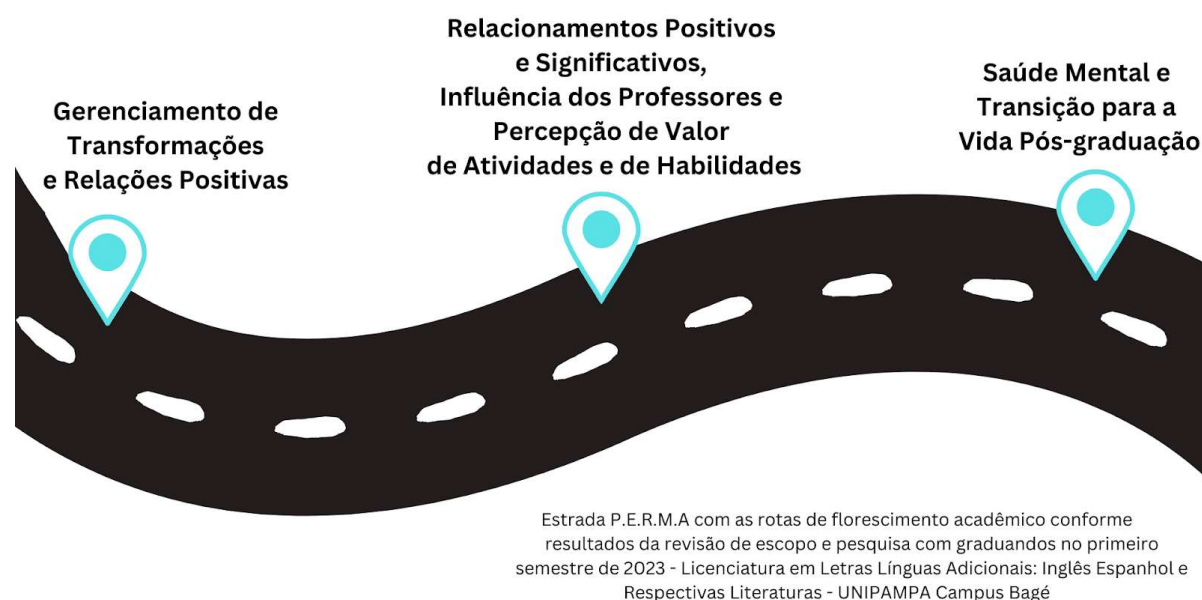 Gerenciamento de
Transformações
e Relações Positivas
Relacionamentos Positivos
e Significativos,
Influência dos Professores e
Percepção de Valor
de Atividades e de Habilidades
Saúde Mental e
Transição para a
Vida Pós-graduação
Estrada P.E.R.M.A com as rotas de florescimento acadêmico conforme
resultados da revisão de escopo e pesquisa com graduandos no primeiro
semestre de 2023 - Licenciatura em Letras Línguas Adicionais: Inglês Espanhol e
Respectivas Literaturas - UNIPAMPA Campus Bagé